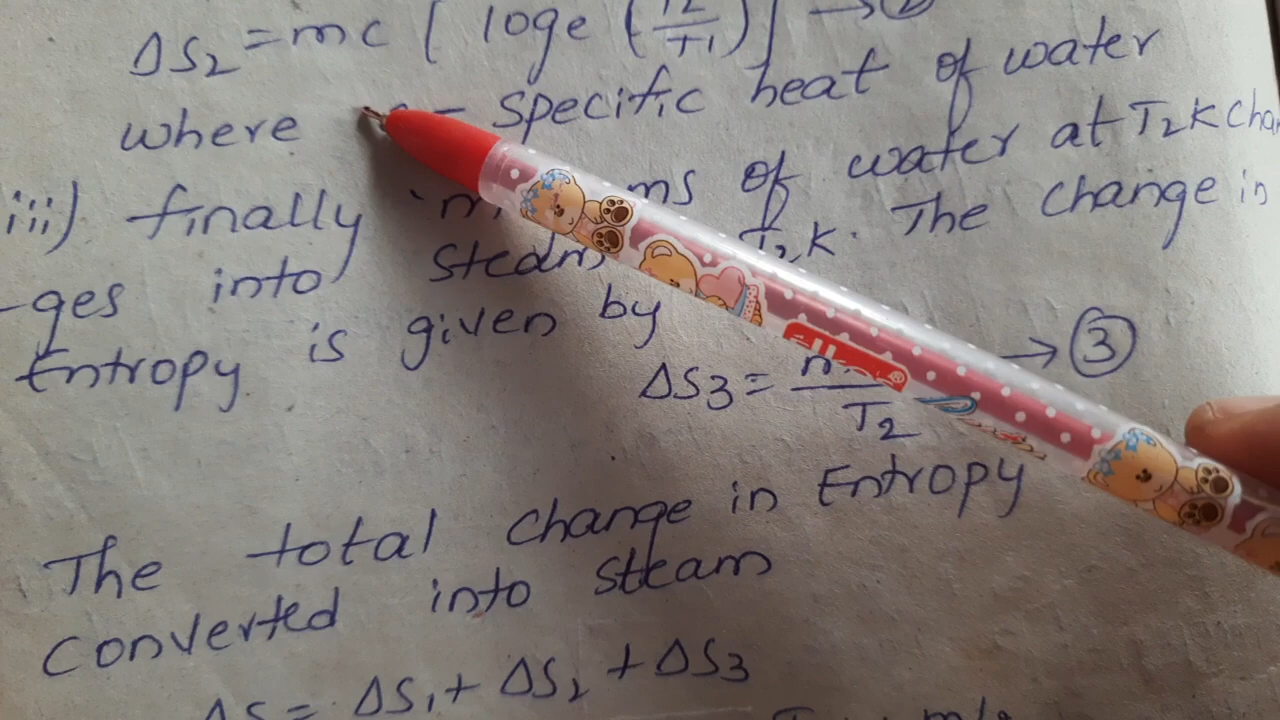 ΔS2 = mc [ loge (T2/T1) ] →
where - specific heat of water
iii) finally of water at T2K
-ges into steam T2K. The change in
Entropy is given by
ΔS3 = /T2 → ③
The total change in Entropy
converted into steam
ΔS = ΔS1 + ΔS2 + ΔS3